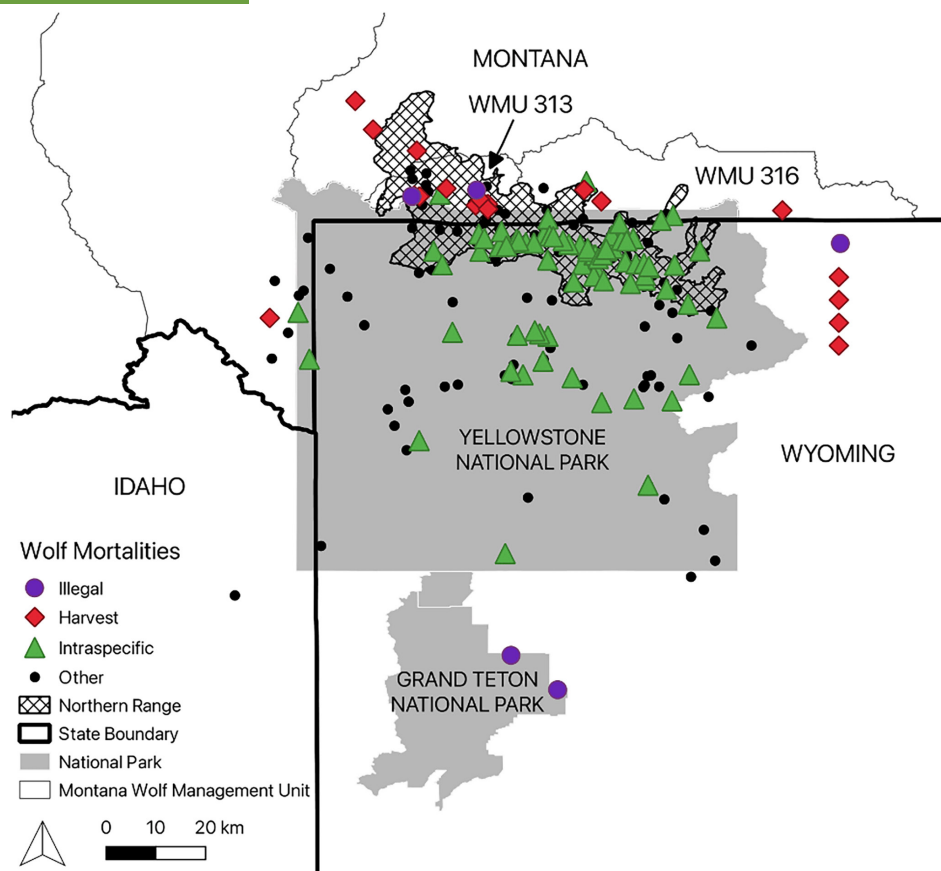 MONTANA
WMU 313
WMU 316
YELLOWSTONE
NATIONAL PARK
WYOMING
IDAHO
Wolf Mortalities
Illegal
Harvest
Intraspecific
Other
Northern Range
State Boundary
National Park
Montana Wolf Management Unit
GRAND TETON
NATIONAL PARK
0 10 20 km